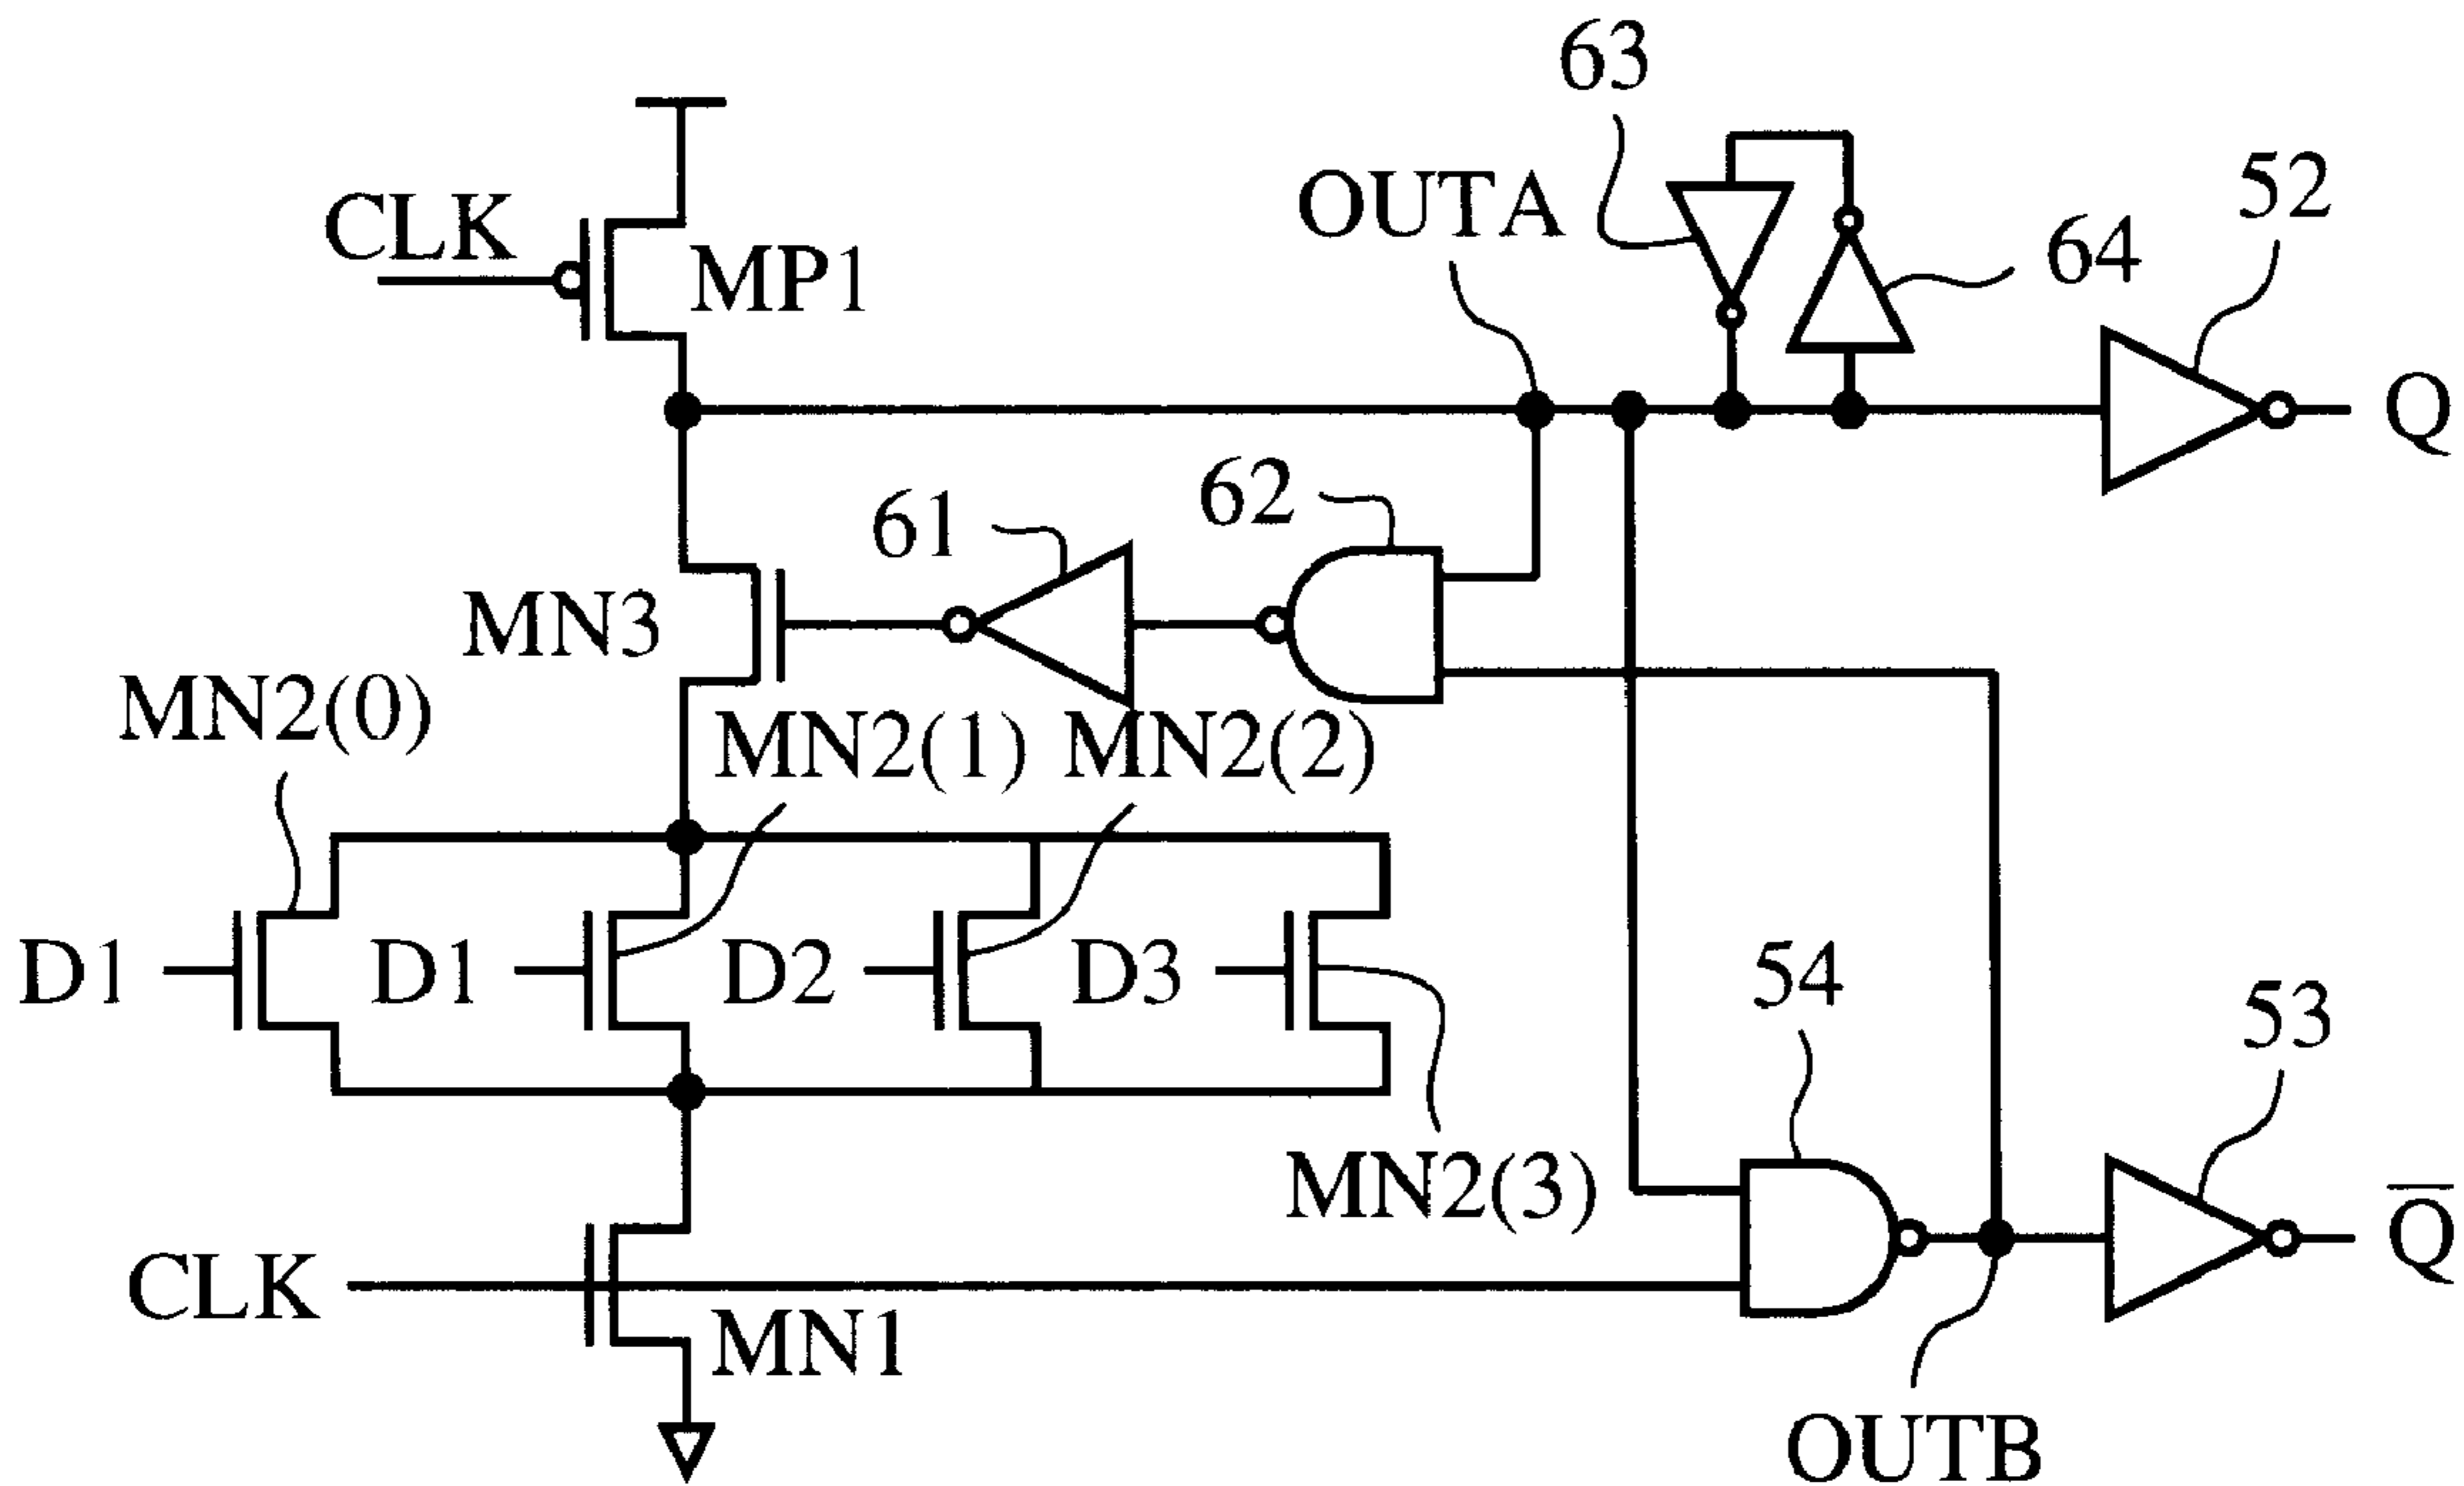 63
52
OUTA
CLK
64
MP1
Q
62
61
MN3
MN2(0)
MN2(1) MN2(2)
D1 D1 D2 D3
54
53
MN2(3)
Q̅
CLK
MN1
OUTB